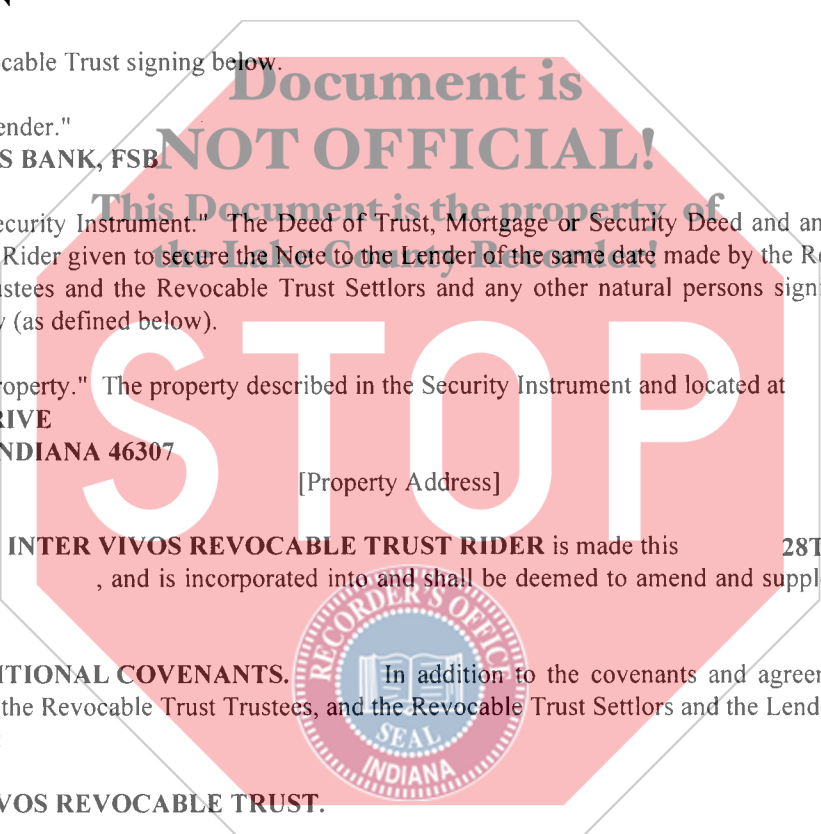 cable Trust signing below.
Document is
ender."
NOT OFFICIAL!
S BANK, FSB
This Document is the property of
ecurity Instrument." The Deed of Trust, Mortgage or Security Deed and an
the Lake County Recorder!
Rider given to secure the Note to the Lender of the same date made by the R
ustees and the Revocable Trust Settlors and any other natural persons sign
y (as defined below).
STOP
roperty." The property described in the Security Instrument and located at
RIVE
NDIANA 46307
[Property Address]
INTER VIVOS REVOCABLE TRUST RIDER is made this 28T
, and is incorporated into and shall be deemed to amend and suppl
RECORDER'S OFFICE
ITIONAL COVENANTS. In addition to the covenants and agree
the Revocable Trust Trustees, and the Revocable Trust Settlors and the Lend
SEAL
INDIANA
VOS REVOCABLE TRUST.